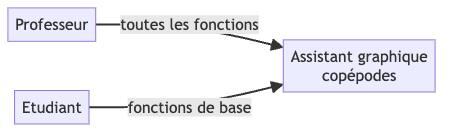 Professeur
toutes les fonctions
Assistant graphique
copépodes
Etudiant
fonctions de base